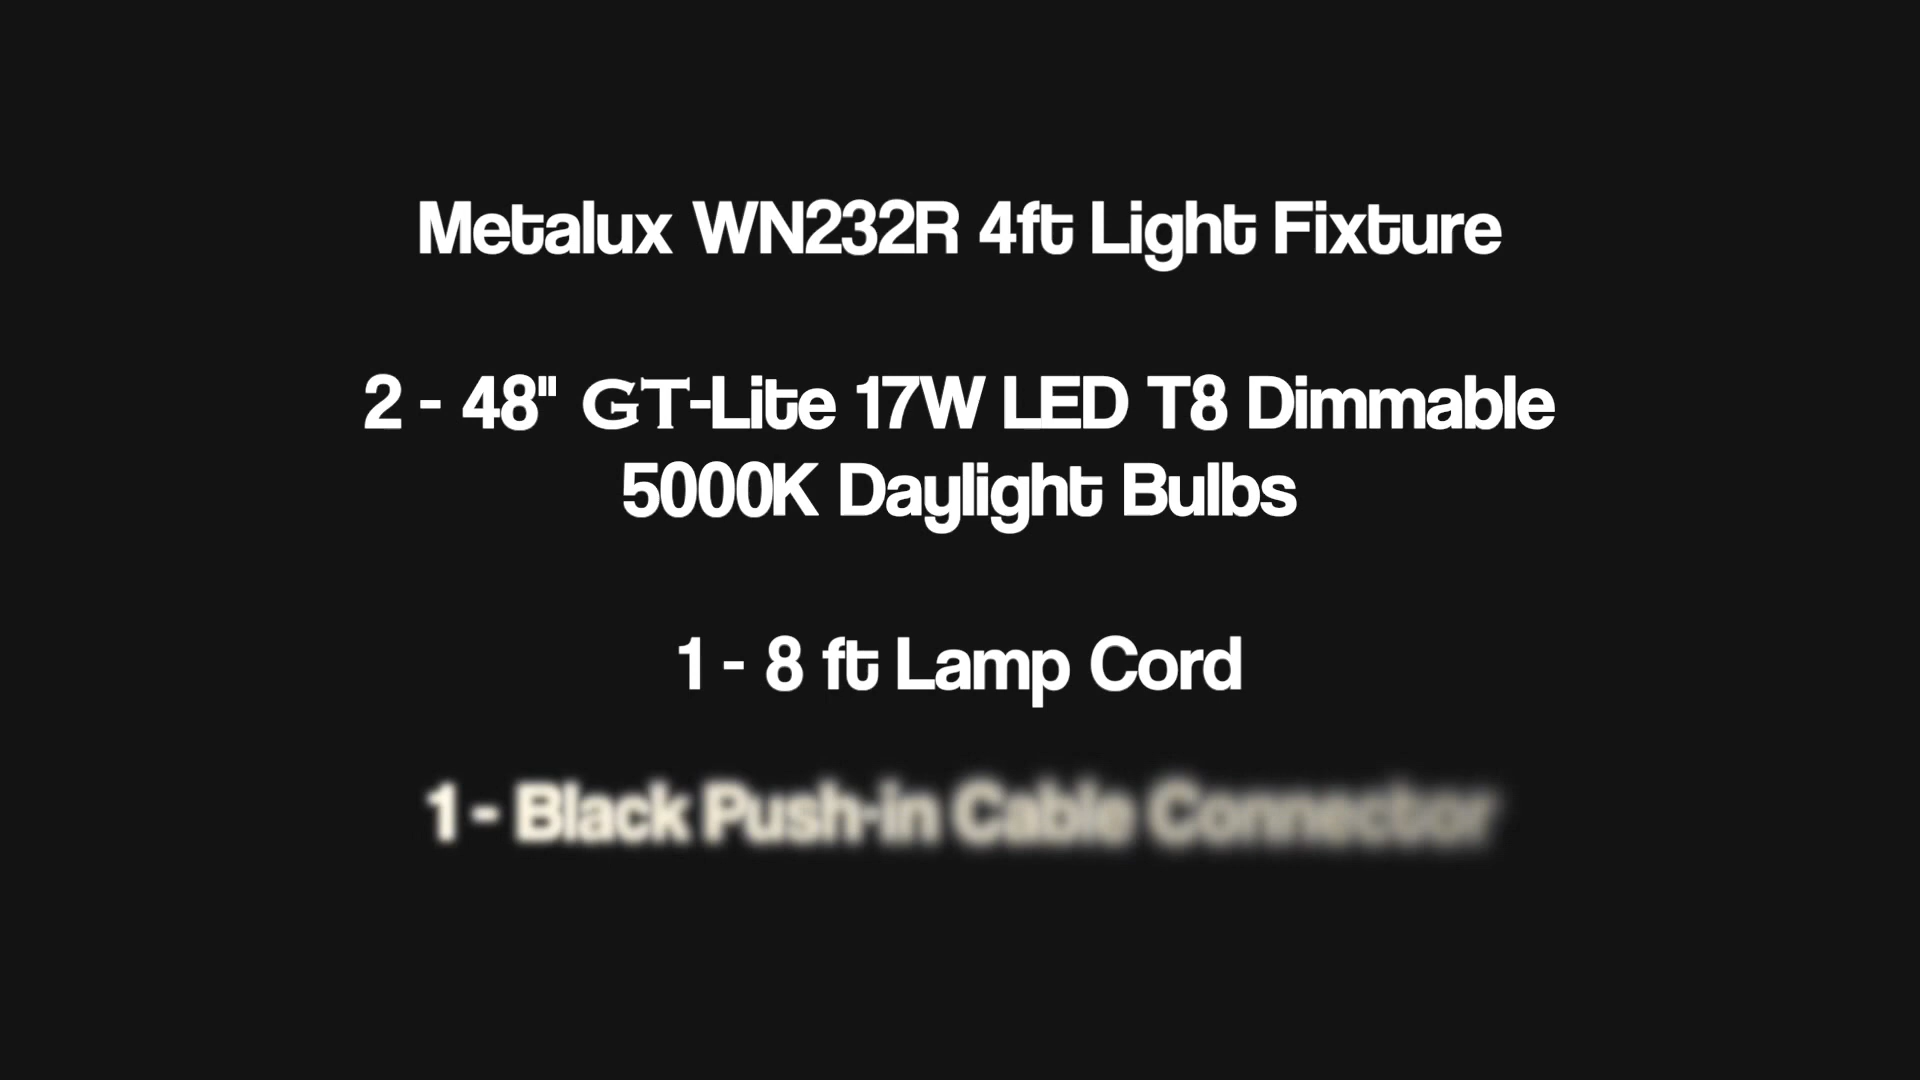 Metalux WN232R 4ft Light Fixture
2 - 48" GT-Lite 17W LED T8 Dimmable
5000K Daylight Bulbs
1 - 8 ft Lamp Cord
1 - Black Push-in Cable Connector